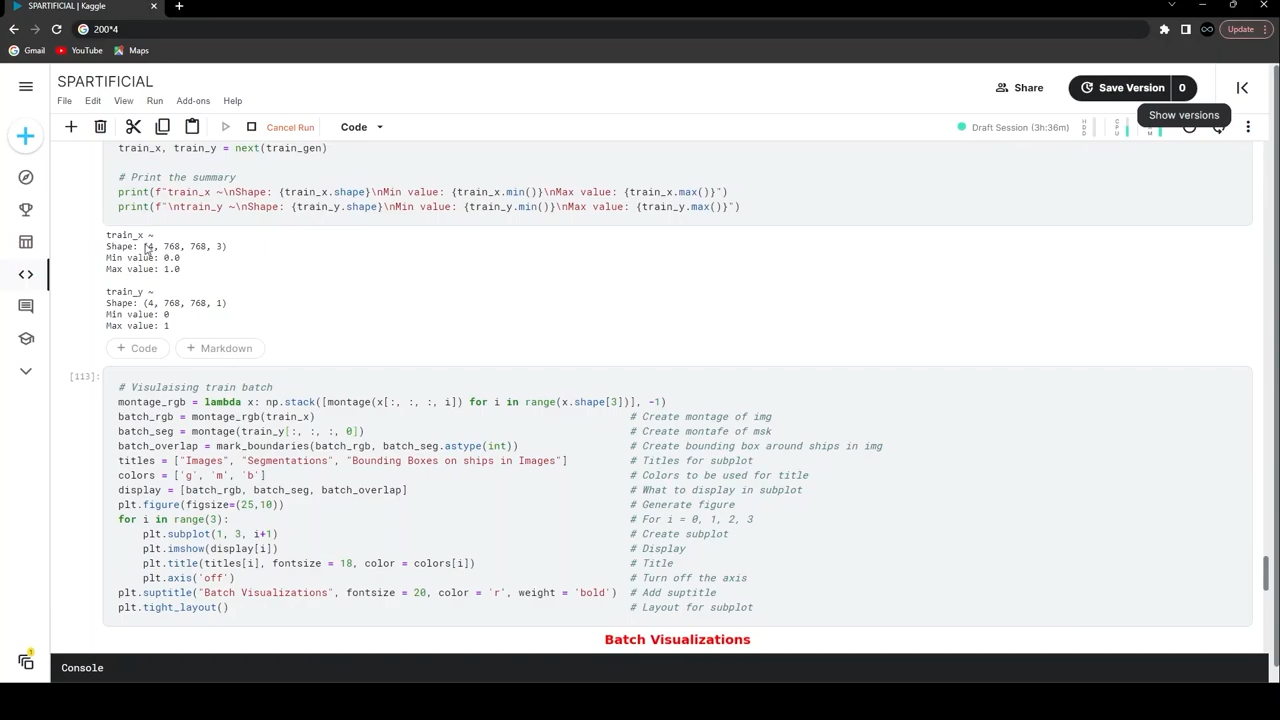 SPARTIFICIAL | Kaggle
200*4
Gmail YouTube Maps
Update
SPARTIFICIAL
File Edit View Run Add-ons Help
Share
Save Version 0
Show versions
Cancel Run Code
Draft Session (3h:36m)
train_x, train_y = next(train_gen)
# Print the summary
print(f"train_x ~\nShape: {train_x.shape}\nMin value: {train_x.min()}\nMax value: {train_x.max()}")
print(f"\ntrain_y ~\nShape: {train_y.shape}\nMin value: {train_y.min()}\nMax value: {train_y.max()}")
train_x ~
Shape: (4, 768, 768, 3)
Min value: 0.0
Max value: 1.0
train_y ~
Shape: (4, 768, 768, 1)
Min value: 0
Max value: 1
+ Code + Markdown
[113]:
# Visulaising train batch
montage_rgb = lambda x: np.stack([montage(x[:, :, :, i]) for i in range(x.shape[3])], -1)
batch_rgb = montage_rgb(train_x) # Create montage of img
batch_seg = montage(train_y[:, :, :, 0]) # Create montafe of msk
batch_overlap = mark_boundaries(batch_rgb, batch_seg.astype(int)) # Create bounding box around ships in img
titles = ["Images", "Segmentations", "Bounding Boxes on ships in Images"] # Titles for subplot
colors = ['g', 'm', 'b'] # Colors to be used for title
display = [batch_rgb, batch_seg, batch_overlap] # What to display in subplot
plt.figure(figsize=(25,10)) # Generate figure
for i in range(3): # For i = 0, 1, 2, 3
plt.subplot(1, 3, i+1) # Create subplot
plt.imshow(display[i]) # Display
plt.title(titles[i], fontsize = 18, color = colors[i]) # Title
plt.axis('off') # Turn off the axis
plt.suptitle("Batch Visualizations", fontsize = 20, color = 'r', weight = 'bold') # Add suptitle
plt.tight_layout() # Layout for subplot
Batch Visualizations
1
Console